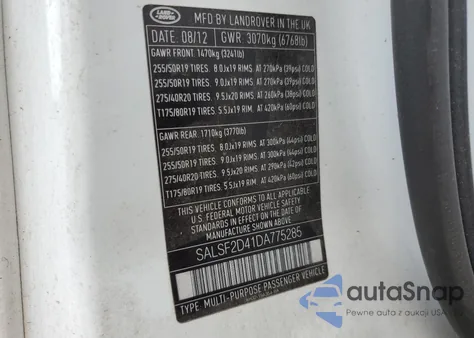 LAND
ROVER
MFD BY LANDROVER IN THE UK
DATE: 08/12 GWR: 3070kg (6768lb)
GAWR FRONT: 1470kg (3241lb)
255/50R19 TIRES. 8.0Jx19 RIMS AT 270kPa (39psi) COLD
255/50R19 TIRES. 9.0Jx19 RIMS AT 270kPa (39psi) COLD
275/40R20 TIRES. 9.5Jx20 RIMS AT 260kPa (38psi) COLD
T175/80R19 TIRES. 5.5Jx19 RIM AT 420kPa (60psi) COLD
GAWR REAR: 1710kg (3770lb)
255/50R19 TIRES. 8.0Jx19 RIMS AT 300kPa (44psi) COLD
255/50R19 TIRES. 9.0Jx19 RIMS AT 300kPa (44psi) COLD
275/40R20 TIRES. 9.5Jx20 RIMS AT 290kPa (42psi) COLD
T175/80R19 TIRES. 5.5Jx19 RIM AT 420kPa (60psi) COLD
THIS VEHICLE CONFORMS TO ALL APPLICABLE
U.S. FEDERAL MOTOR VEHICLE SAFETY
STANDARDS IN EFFECT ON THE DATE OF
MANUFACTURE SHOWN ABOVE
SALSF2D41DA775285
TYPE: MULTI-PURPOSE PASSENGER VEHICLE
autoSnap
Pewne auta z aukcji USA